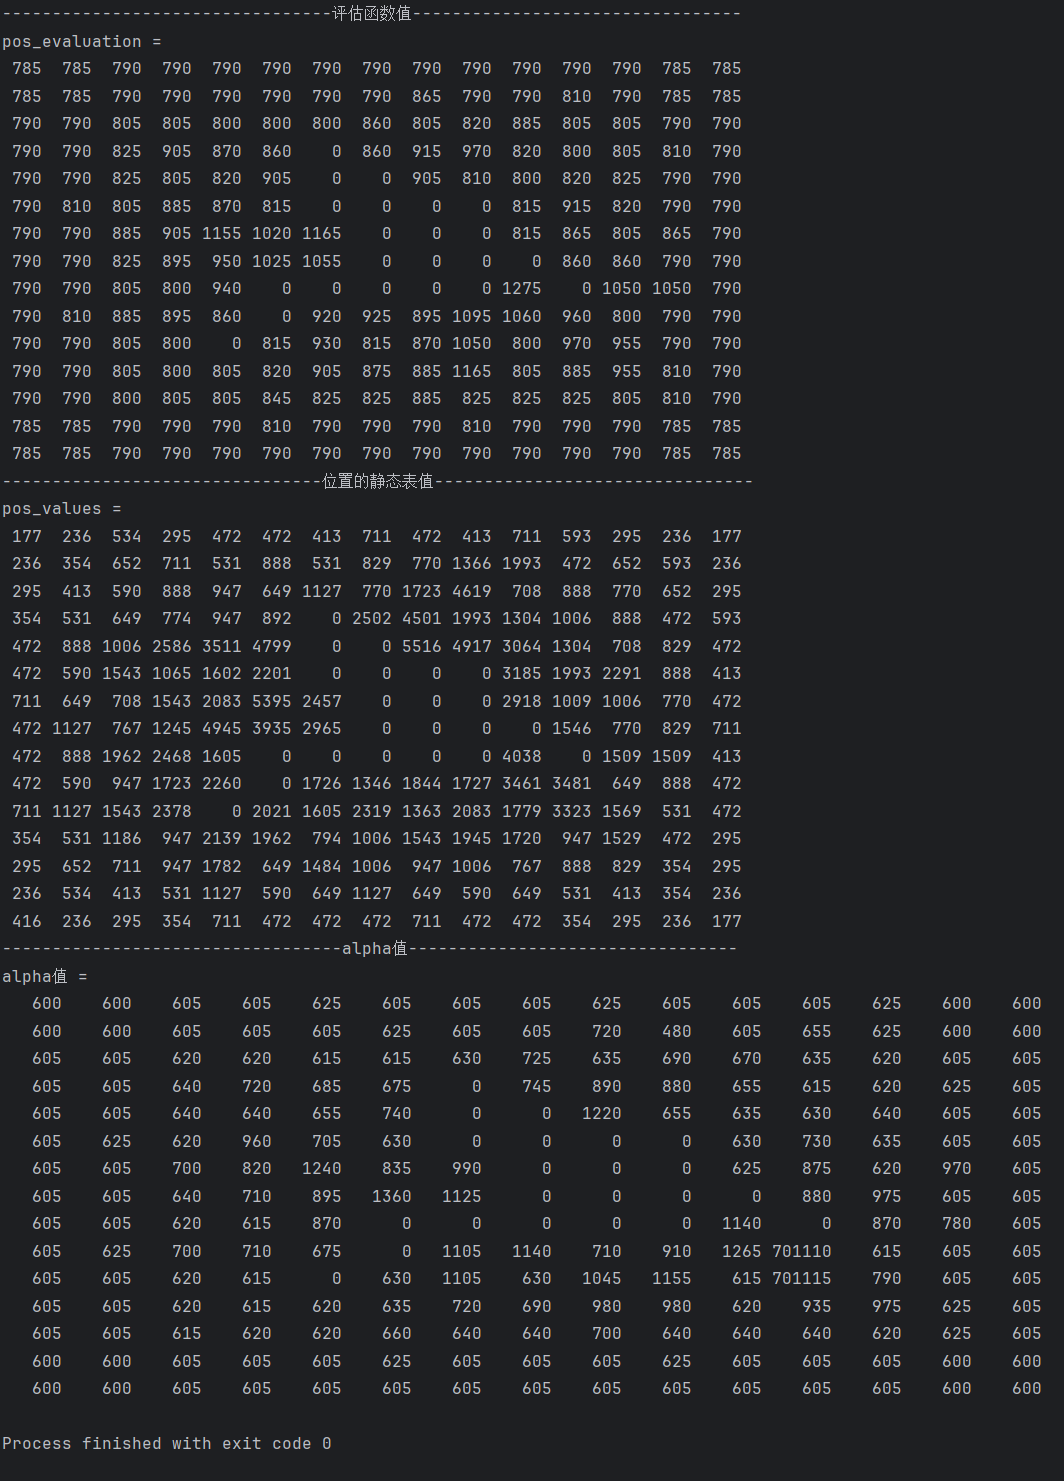 ---------------------------------评估函数值---------------------------------
pos_evaluation =
785 785 790 790 790 790 790 790 790 790 790 790 790 785 785
785 785 790 790 790 790 790 790 865 790 790 810 790 785 785
790 790 805 805 800 800 800 860 805 820 885 805 805 790 790
790 790 825 905 870 860 0 860 915 970 820 800 805 810 790
790 790 825 805 820 905 0 0 905 810 800 820 825 790 790
790 810 805 885 870 815 0 0 0 0 815 915 820 790 790
790 790 885 905 1155 1020 1165 0 0 0 815 865 805 865 790
790 790 825 895 950 1025 1055 0 0 0 0 860 860 790 790
790 790 805 800 940 0 0 0 0 0 1275 0 1050 1050 790
790 810 885 895 860 0 920 925 895 1095 1060 960 800 790 790
790 790 805 800 0 815 930 815 870 1050 800 970 955 790 790
790 790 805 800 805 820 905 875 885 1165 805 885 955 810 790
790 790 800 805 805 845 825 825 885 825 825 825 805 810 790
785 785 790 790 790 810 790 790 790 810 790 790 790 785 785
785 785 790 790 790 790 790 790 790 790 790 790 790 785 785
--------------------------------位置的静态表值--------------------------------
pos_values =
177 236 534 295 472 472 413 711 472 413 711 593 295 236 177
236 354 652 711 531 888 531 829 770 1366 1993 472 652 593 236
295 413 590 888 947 649 1127 770 1723 4619 708 888 770 652 295
354 531 649 774 947 892 0 2502 4501 1993 1304 1006 888 472 593
472 888 1006 2586 3511 4799 0 0 5516 4917 3064 1304 708 829 472
472 590 1543 1065 1602 2201 0 0 0 0 3185 1993 2291 888 413
711 649 708 1543 2083 5395 2457 0 0 0 2918 1009 1006 770 472
472 1127 767 1245 4945 3935 2965 0 0 0 0 1546 770 829 711
472 888 1962 2468 1605 0 0 0 0 0 4038 0 1509 1509 413
472 590 947 1723 2260 0 1726 1346 1844 1727 3461 3481 649 888 472
711 1127 1543 2378 0 2021 1605 2319 1363 2083 1779 3323 1569 531 472
354 531 1186 947 2139 1962 794 1006 1543 1945 1720 947 1529 472 295
295 652 711 947 1782 649 1484 1006 947 1006 767 888 829 354 295
236 534 413 531 1127 590 649 1127 649 590 649 531 413 354 236
416 236 295 354 711 472 472 472 711 472 472 354 295 236 177
----------------------------------alpha值---------------------------------
alpha值 =
600 600 605 605 625 605 605 605 625 605 605 605 625 600 600
600 600 605 605 605 625 605 605 720 480 605 655 625 600 600
605 605 620 620 615 615 630 725 635 690 670 635 620 605 605
605 605 640 720 685 675 0 745 890 880 655 615 620 625 605
605 605 640 640 655 740 0 0 1220 655 635 630 640 605 605
605 625 620 960 705 630 0 0 0 0 630 730 635 605 605
605 605 700 820 1240 835 990 0 0 0 625 875 620 970 605
605 605 640 710 895 1360 1125 0 0 0 0 880 975 605 605
605 605 620 615 870 0 0 0 0 0 1140 0 870 780 605
605 625 700 710 675 0 1105 1140 710 910 1265 701110 615 605 605
605 605 620 615 0 630 1105 630 1045 1155 615 701115 790 605 605
605 605 620 615 620 635 720 690 980 980 620 935 975 625 605
605 605 615 620 620 660 640 640 700 640 640 640 620 625 605
600 600 605 605 605 625 605 605 605 625 605 605 605 600 600
600 600 605 605 605 605 605 605 605 605 605 605 605 600 600
Process finished with exit code 0